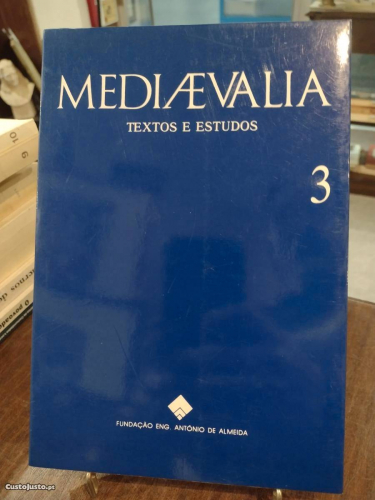 MEDIÆVALIA
TEXTOS E ESTUDOS
3
FUNDAÇÃO ENG. ANTÓNIO DE ALMEIDA
CustoJusto.pt